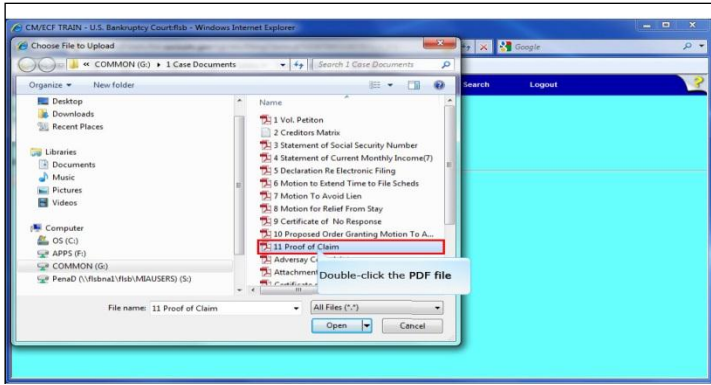 CM/ECF TRAIN - U.S. Bankruptcy Court:flsb - Windows Internet Explorer
Choose File to Upload
Google
« COMMON (G:) ▸ 1 Case Documents
Search 1 Case Documents
Organize
New folder
Search
Logout
?
Desktop
Downloads
Recent Places
Libraries
Documents
Music
Pictures
Videos
Computer
OS (C:)
APPS (F:)
COMMON (G:)
PenaD (\\flsbna1\flsb\MIAUSERS) (S:)
Name
1 Vol. Petiton
2 Creditors Matrix
3 Statement of Social Security Number
4 Statement of Current Monthly Income(7)
5 Declaration Re Electronic Filing
6 Motion to Extend Time to File Scheds
7 Motion To Avoid Lien
8 Motion for Relief From Stay
9 Certificate of No Response
10 Proposed Order Granting Motion To A...
11 Proof of Claim
Adversay
Attachment
Double-click the PDF file
File name:
11 Proof of Claim
All Files (*.*)
Open
Cancel